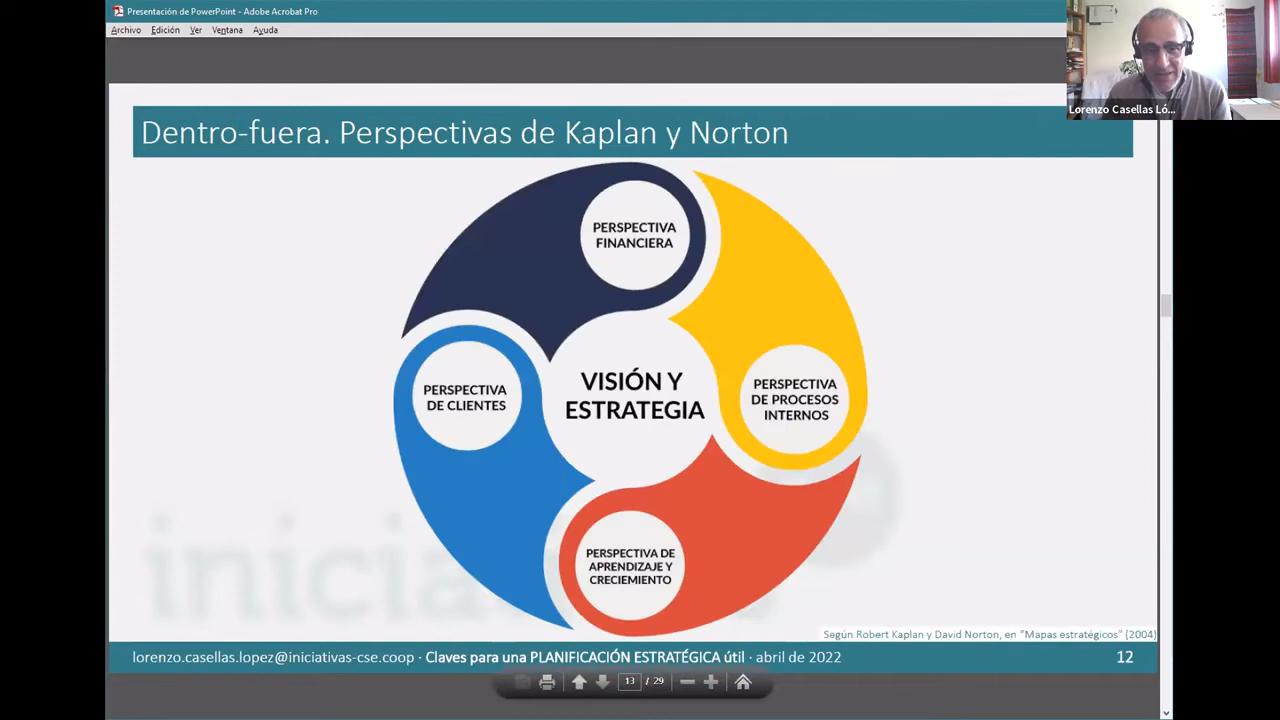 Presentación de PowerPoint - Adobe Acrobat Pro
Archivo Edición Ver Ventana Ayuda
Lorenzo Casellas Ló...
Dentro-fuera. Perspectivas de Kaplan y Norton
PERSPECTIVA
FINANCIERA
PERSPECTIVA
DE CLIENTES
VISIÓN Y
ESTRATEGIA
PERSPECTIVA
DE PROCESOS
INTERNOS
PERSPECTIVA DE
APRENDIZAJE Y
CRECIEMIENTO
inicia
Según Robert Kaplan y David Norton, en "Mapas estratégicos" (2004)
lorenzo.casellas.lopez@iniciativas-cse.coop · Claves para una PLANIFICACIÓN ESTRATÉGICA útil · abril de 2022 12
13 / 29